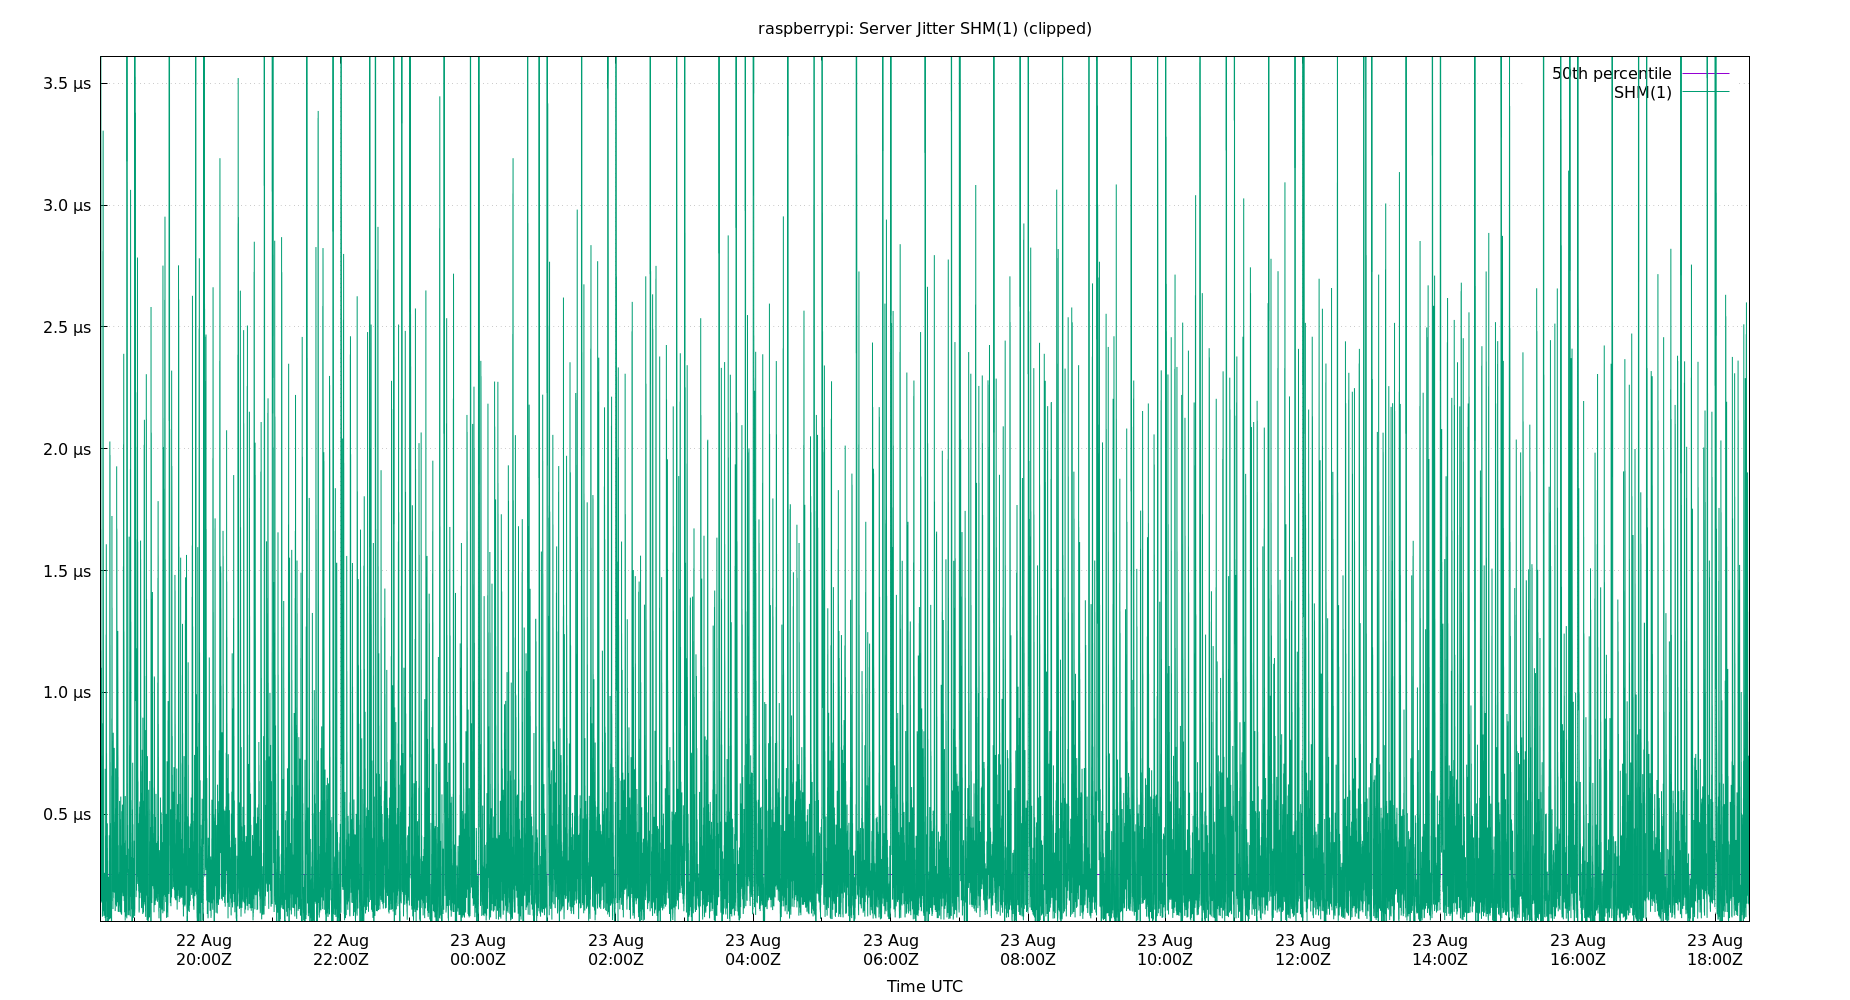 raspberrypi: Server Jitter SHM(1) (clipped)
50th percentile
SHM(1)
3.5 µs
3.0 µs
2.5 µs
2.0 µs
1.5 µs
1.0 µs
0.5 µs
22 Aug 22 Aug 23 Aug 23 Aug 23 Aug 23 Aug 23 Aug 23 Aug 23 Aug 23 Aug 23 Aug 23 Aug
20:00Z 22:00Z 00:00Z 02:00Z 04:00Z 06:00Z 08:00Z 10:00Z 12:00Z 14:00Z 16:00Z 18:00Z
Time UTC